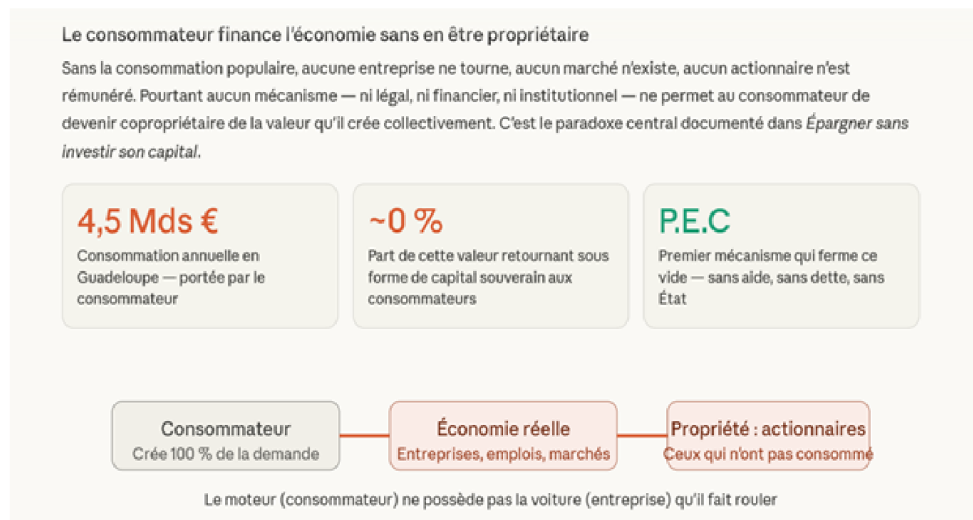 Le consommateur finance l'économie sans en être propriétaire
Sans la consommation populaire, aucune entreprise ne tourne, aucun marché n'existe, aucun actionnaire n'est
rémunéré. Pourtant aucun mécanisme — ni légal, ni financier, ni institutionnel — ne permet au consommateur de
devenir copropriétaire de la valeur qu'il crée collectivement. C'est le paradoxe central documenté dans Épargner sans
investir son capital.
4,5 Mds €
Consommation annuelle en
Guadeloupe — portée par le
consommateur
~0 %
Part de cette valeur retournant sous
forme de capital souverain aux
consommateurs
P.E.C
Premier mécanisme qui ferme ce
vide — sans aide, sans dette, sans
État
Consommateur
Crée 100 % de la demande
Économie réelle
Entreprises, emplois, marchés
Propriété : actionnaires
Ceux qui n'ont pas consommé
Le moteur (consommateur) ne possède pas la voiture (entreprise) qu'il fait rouler